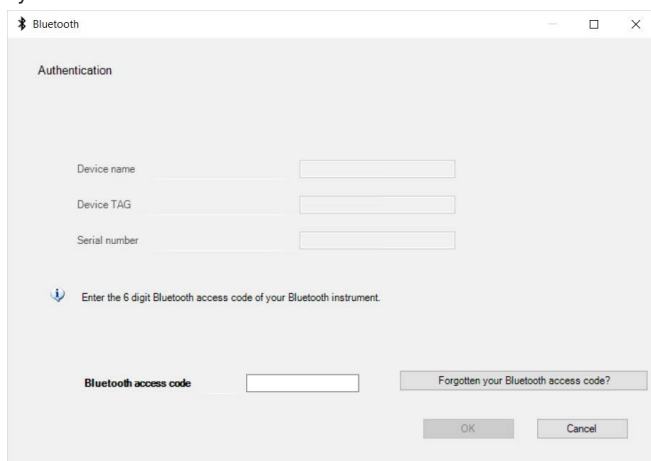 Bluetooth
Authentication
Device name
Device TAG
Serial number
Enter the 6 digit Bluetooth access code of your Bluetooth instrument.
Bluetooth access code
Forgotten your Bluetooth access code?
OK
Cancel